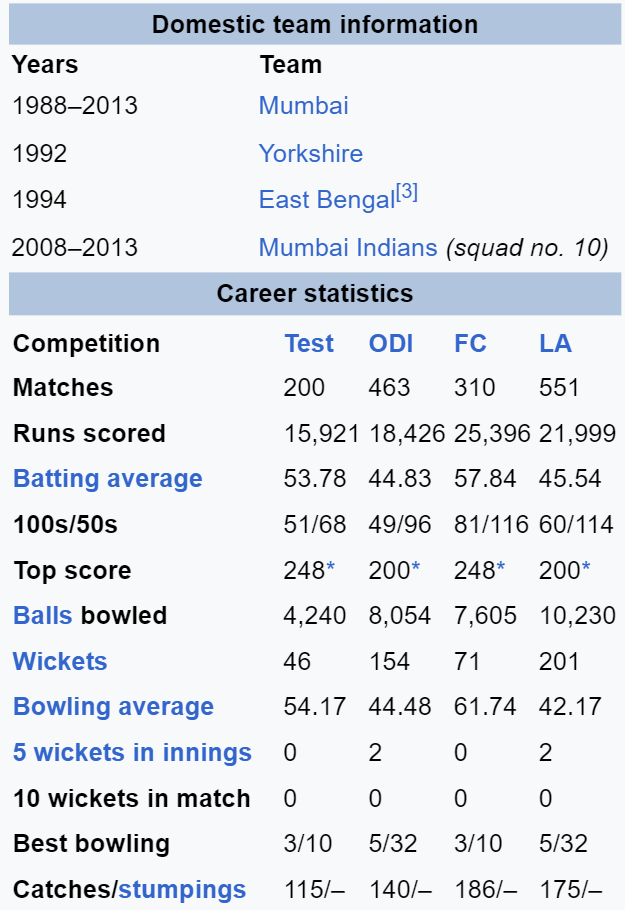 Domestic team information
Years Team
1988–2013 Mumbai
1992 Yorkshire
1994 East Bengal[3]
2008–2013 Mumbai Indians (squad no. 10)
Career statistics
Competition Test ODI FC LA
Matches 200 463 310 551
Runs scored 15,921 18,426 25,396 21,999
Batting average 53.78 44.83 57.84 45.54
100s/50s 51/68 49/96 81/116 60/114
Top score 248* 200* 248* 200*
Balls bowled 4,240 8,054 7,605 10,230
Wickets 46 154 71 201
Bowling average 54.17 44.48 61.74 42.17
5 wickets in innings 0 2 0 2
10 wickets in match 0 0 0 0
Best bowling 3/10 5/32 3/10 5/32
Catches/stumpings 115/– 140/– 186/– 175/–